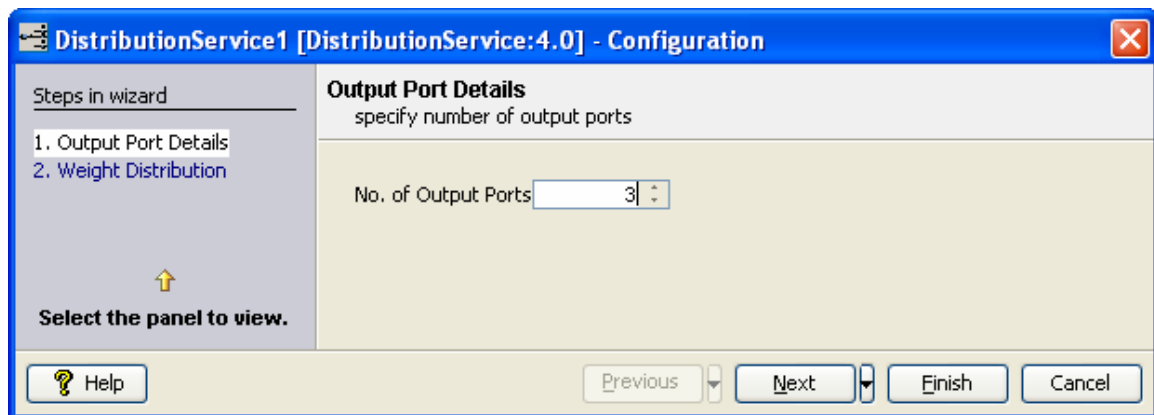 DistributionService1 [DistributionService:4.0] - Configuration
Steps in wizard
1. Output Port Details
2. Weight Distribution
Select the panel to view.
Output Port Details
specify number of output ports
No. of Output Ports 3
Help
Previous
Next
Finish
Cancel